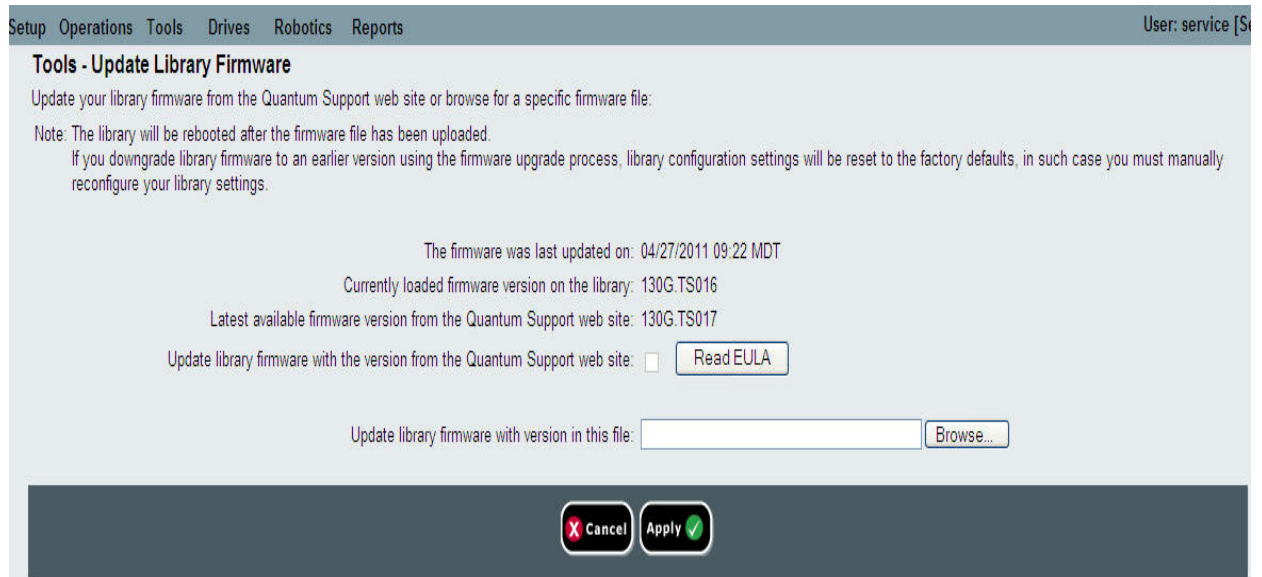 Setup Operations Tools Drives Robotics Reports User: service [Se
Tools - Update Library Firmware
Update your library firmware from the Quantum Support web site or browse for a specific firmware file:
Note: The library will be rebooted after the firmware file has been uploaded.
If you downgrade library firmware to an earlier version using the firmware upgrade process, library configuration settings will be reset to the factory defaults, in such case you must manually
reconfigure your library settings.
The firmware was last updated on: 04/27/2011 09:22 MDT
Currently loaded firmware version on the library: 130G.TS016
Latest available firmware version from the Quantum Support web site: 130G.TS017
Update library firmware with the version from the Quantum Support web site: Read EULA
Update library firmware with version in this file: Browse...
Cancel Apply